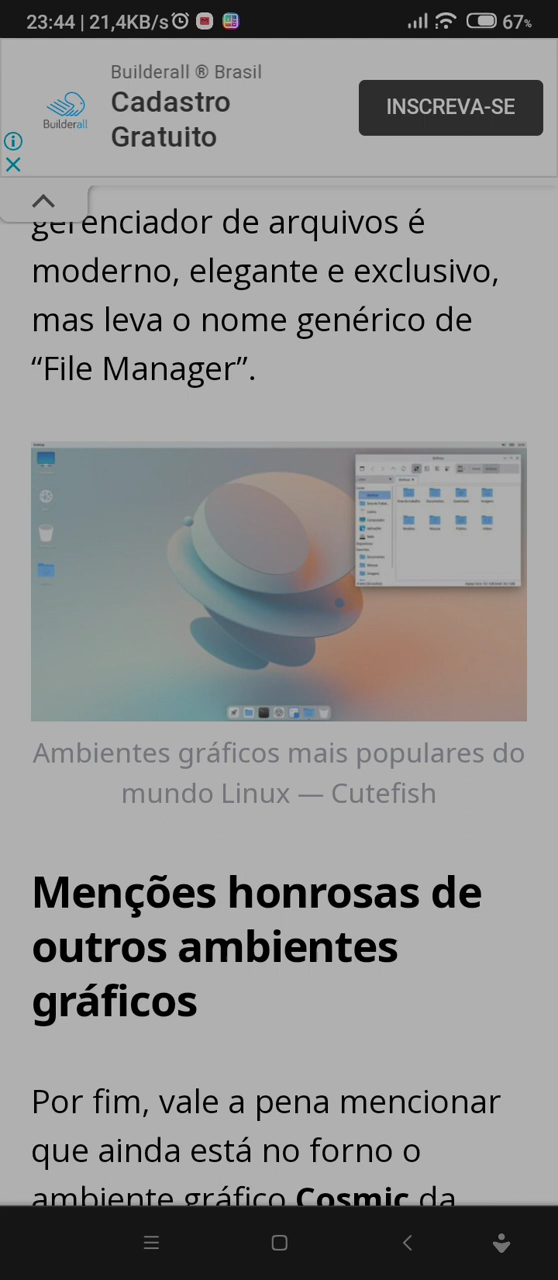 23:44 | 21,4KB/s
67%
Builderall ® Brasil
Cadastro
Gratuito
INSCREVA-SE
Builderall
gerenciador de arquivos é
moderno, elegante e exclusivo,
mas leva o nome genérico de
“File Manager”.
Ambientes gráficos mais populares do
mundo Linux — Cutefish
Menções honrosas de
outros ambientes
gráficos
Por fim, vale a pena mencionar
que ainda está no forno o
ambiente gráfico Cosmic da